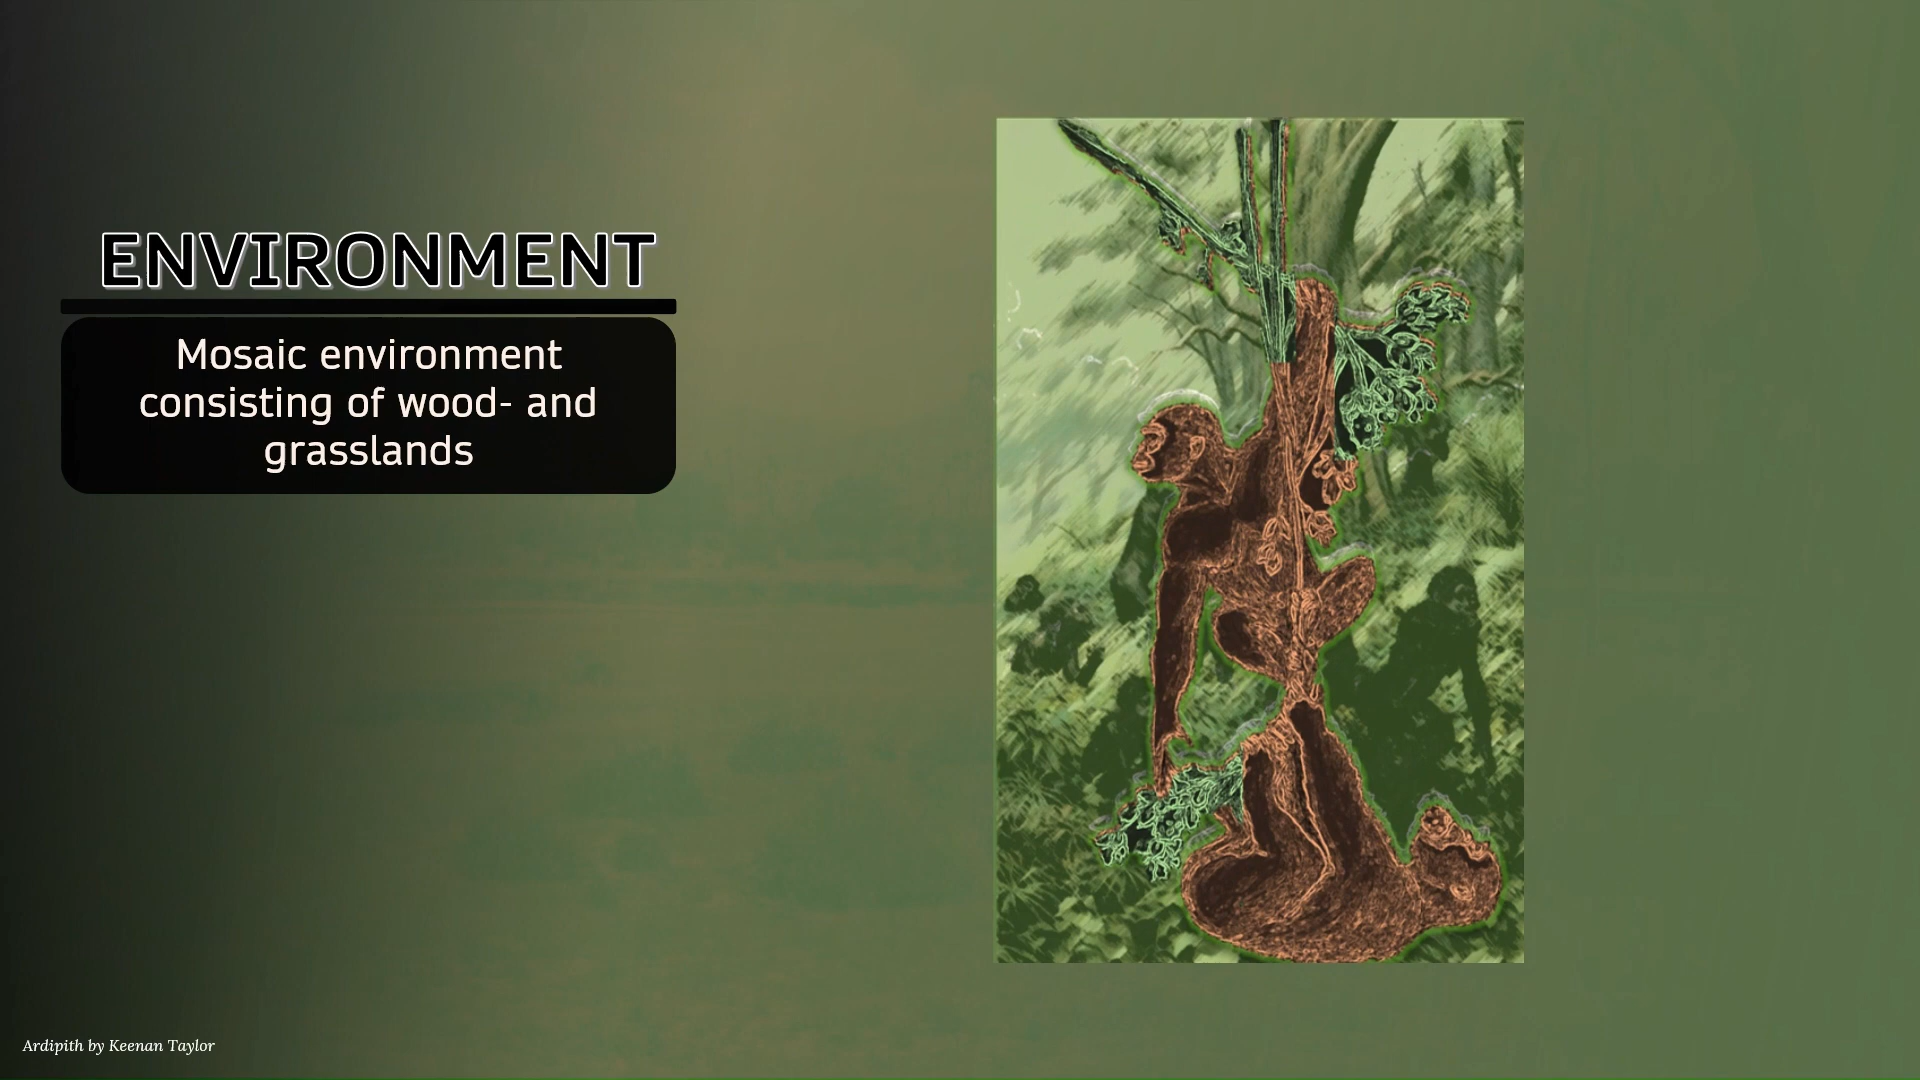 ENVIRONMENT
Mosaic environment
consisting of wood- and
grasslands
Ardipith by Keenan Taylor